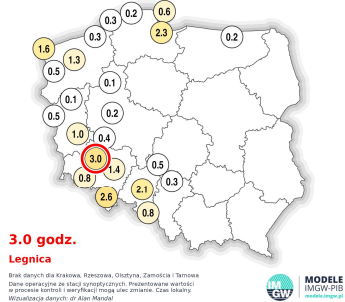 0.6
0.2
0.3
2.3
0.3
0.2
1.6
1.3
0.5
0.1
0.1
0.2
0.5
1.0
0.4
3.0
0.5
1.4
0.8
0.3
2.1
2.6
0.8
3.0 godz.
Legnica
Brak danych dla Krakowa, Rzeszowa, Olsztyna, Zamościa i Tarnowa
Dane operacyjne ze stacji synoptycznych. Prezentowane wartości
w procesie kontroli i weryfikacji mogą ulec zmianie. Czas lokalny.
Wizualizacja danych: dr Alan Mandal
IM
GW
MODELE
IMGW-PIB
modele.imgw.pl